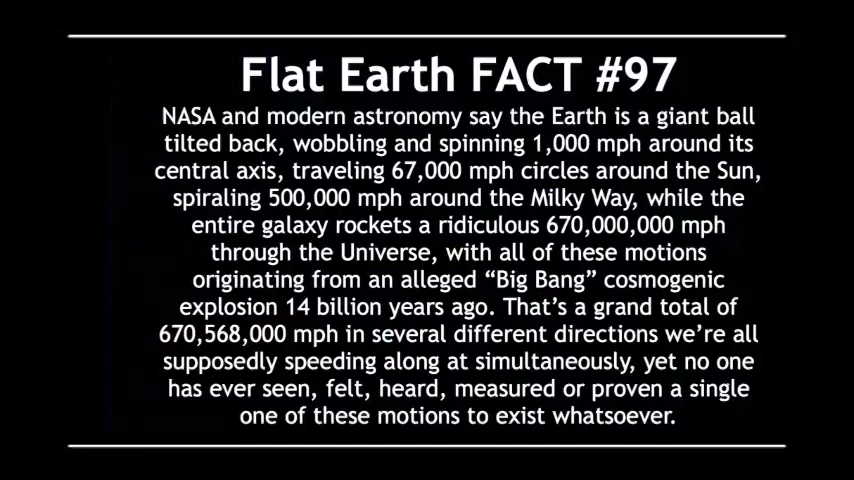 Flat Earth FACT #97
NASA and modern astronomy say the Earth is a giant ball
tilted back, wobbling and spinning 1,000 mph around its
central axis, traveling 67,000 mph circles around the Sun,
spiraling 500,000 mph around the Milky Way, while the
entire galaxy rockets a ridiculous 670,000,000 mph
through the Universe, with all of these motions
originating from an alleged “Big Bang” cosmogenic
explosion 14 billion years ago. That’s a grand total of
670,568,000 mph in several different directions we’re all
supposedly speeding along at simultaneously, yet no one
has ever seen, felt, heard, measured or proven a single
one of these motions to exist whatsoever.